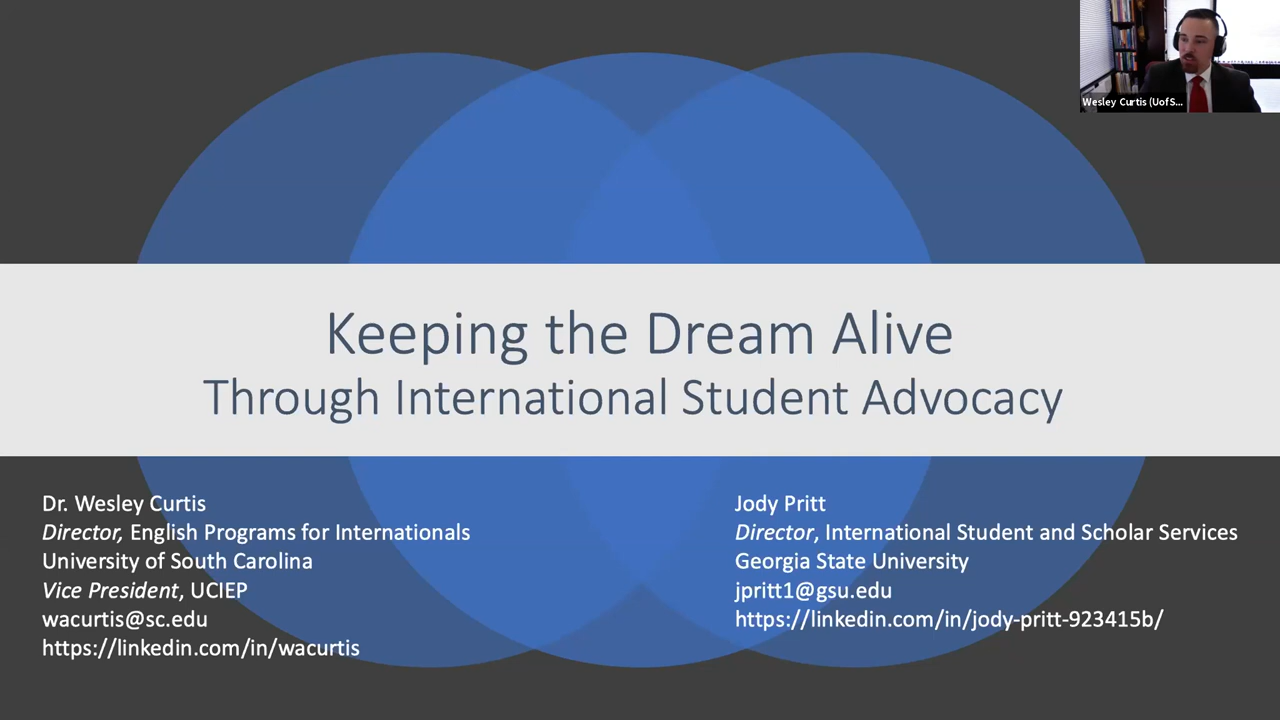 Wesley Curtis (UofS...
Keeping the Dream Alive
Through International Student Advocacy
Dr. Wesley Curtis
Director, English Programs for Internationals
University of South Carolina
Vice President, UCIEP
wacurtis@sc.edu
https://linkedin.com/in/wacurtis
Jody Pritt
Director, International Student and Scholar Services
Georgia State University
jpritt1@gsu.edu
https://linkedin.com/in/jody-pritt-923415b/